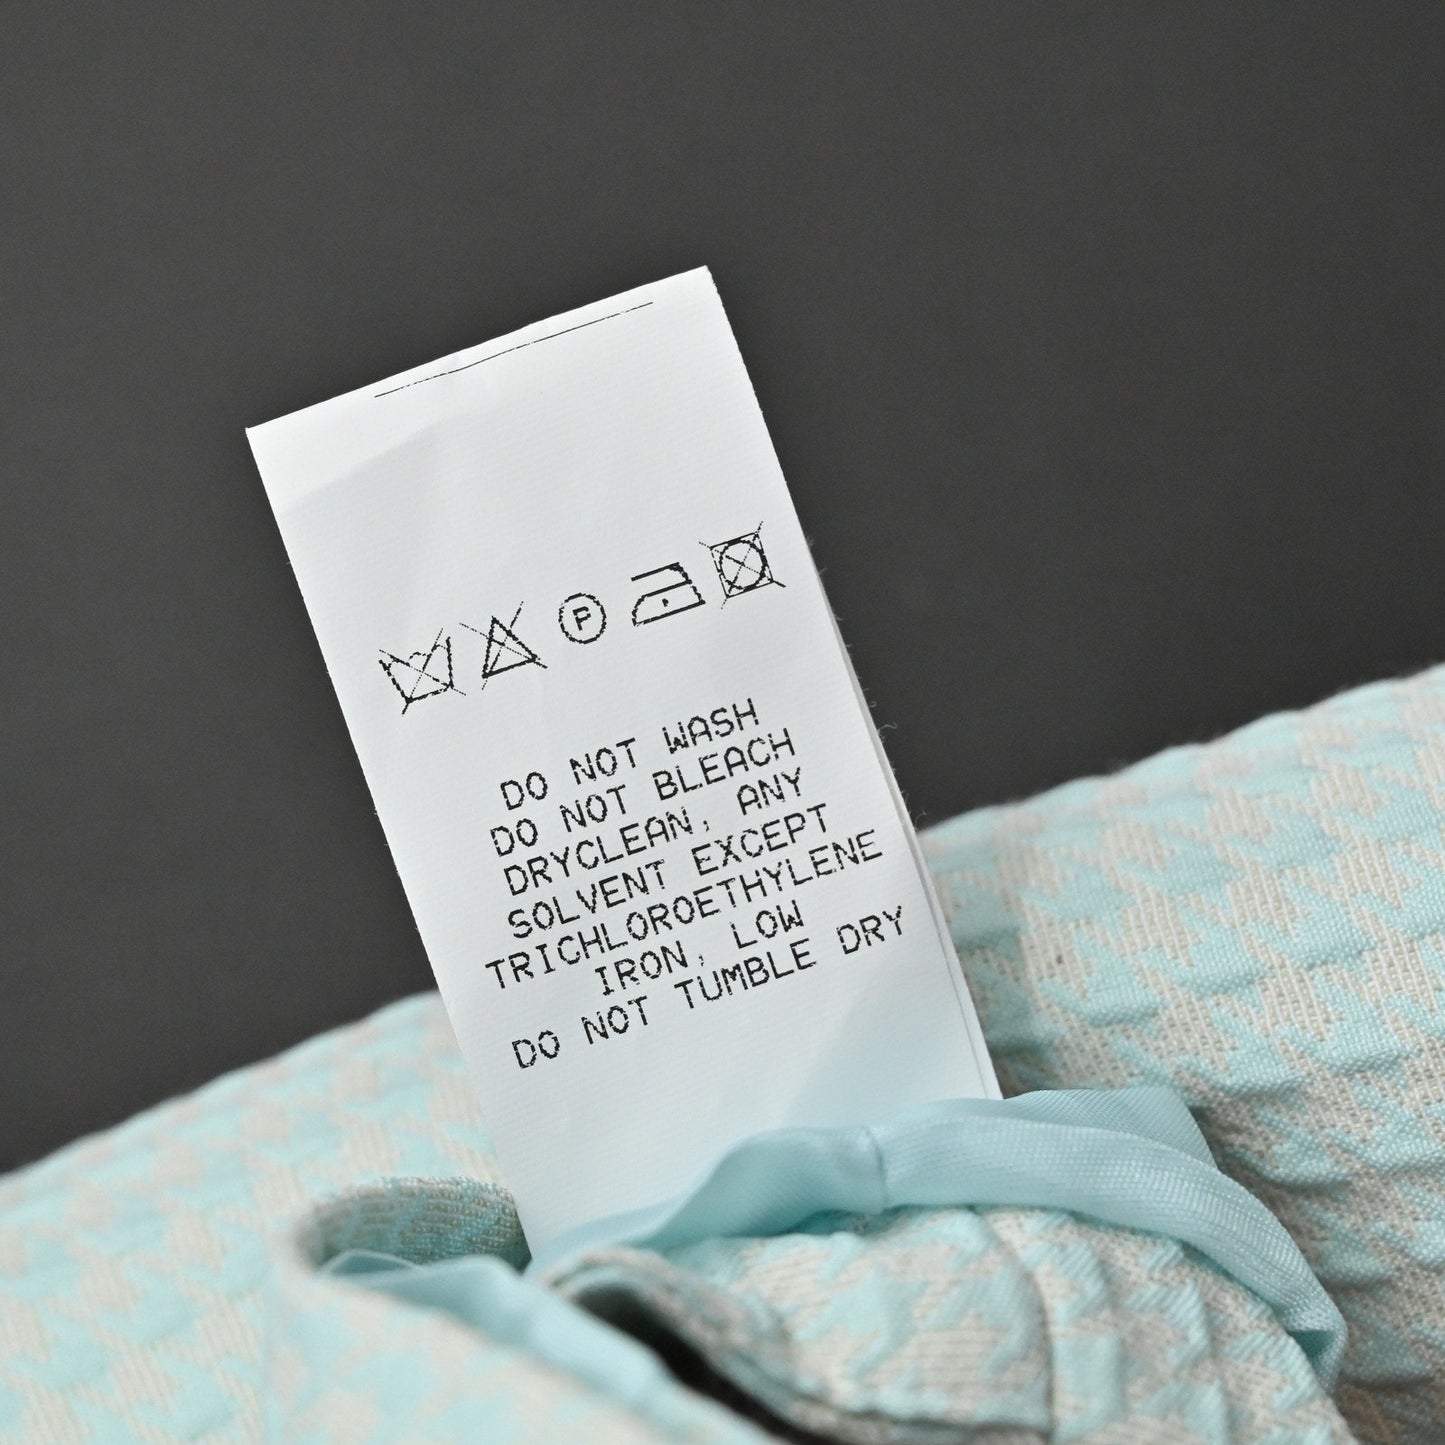 P
DO NOT WASH
DO NOT BLEACH
DRYCLEAN, ANY
SOLVENT EXCEPT
TRICHLOROETHYLENE
IRON, LOW
DO NOT TUMBLE DRY